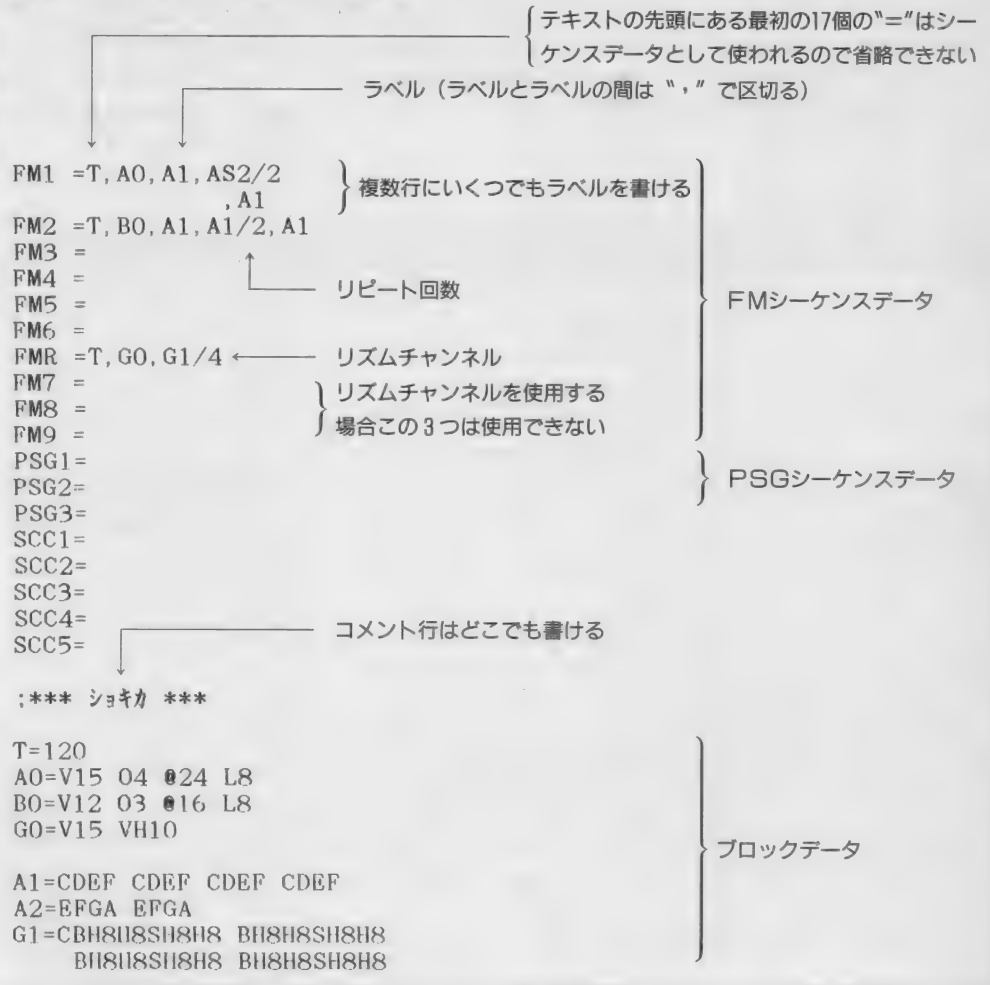 テキストの先頭にある最初の17個の"="はシー
ケンスデータとして使われるので省略できない
ラベル（ラベルとラベルの間は ","で区切る）
FM1 =T,A0,A1,AS2/2
,A1
複数行にいくつでもラベルを書ける
FM2 =T,B0,A1,A1/2,A1
FM3 =
FM4 =
リピート回数
FM5 =
FMシーケンスデータ
FM6 =
FMR =T,G0,G1/4
リズムチャンネル
FM7 =
リズムチャンネルを使用する
FM8 =
場合この3つは使用できない
FM9 =
PSG1=
PSG2=
PSGシーケンスデータ
PSG3=
SCC1=
SCC2=
SCC3=
SCC4=
コメント行はどこでも書ける
SCC5=
;*** ショキカ ***
T=120
A0=V15 O4 @24 L8
B0=V12 O3 @16 L8
G0=V15 VH10
ブロックデータ
A1=CDEF CDEF CDEF CDEF
A2=EFGA EFGA
G1=CBH8H8SH8H8 BH8H8SH8H8
BH8H8SH8H8 BH8H8SH8H8